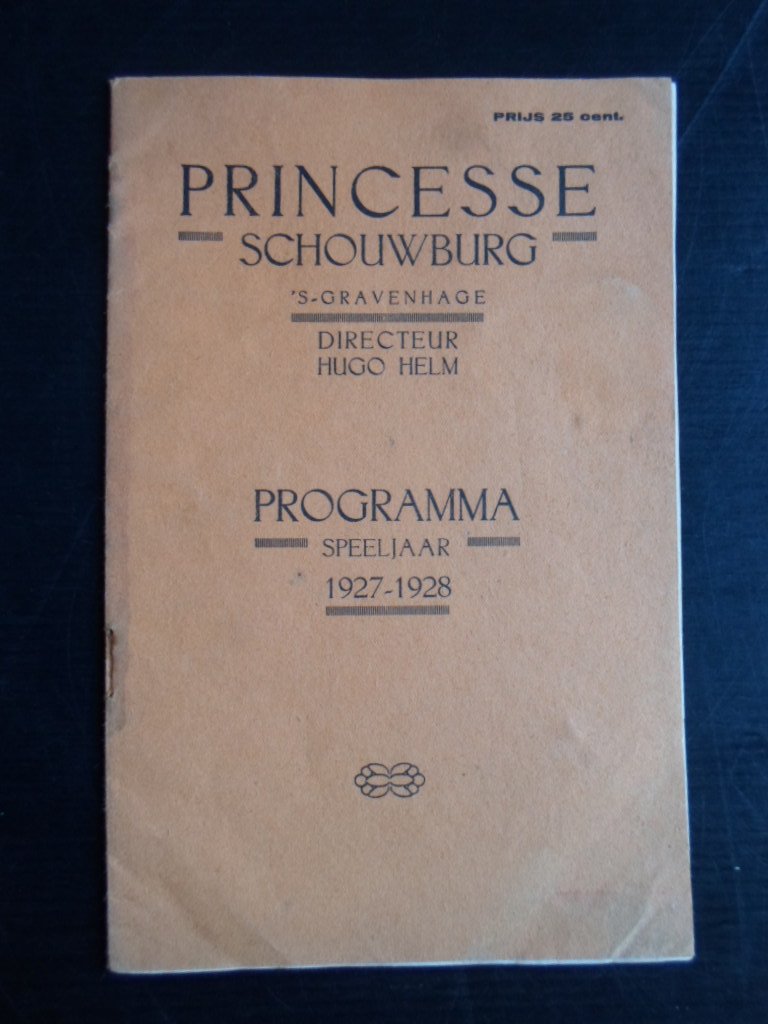 PRIJS 25 cent.
PRINCESSE
SCHOUWBURG
'S-GRAVENHAGE
DIRECTEUR
HUGO HELM
PROGRAMMA
SPEELJAAR
1927-1928